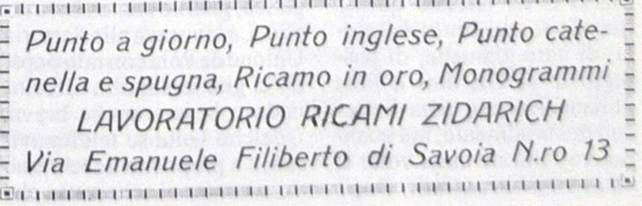 Punto a giorno, Punto inglese, Punto cate-
nella e spugna, Ricamo in oro, Monogrammi
LAVORATORIO RICAMI ZIDARICH
Via Emanuele Filiberto di Savoia N.ro 13